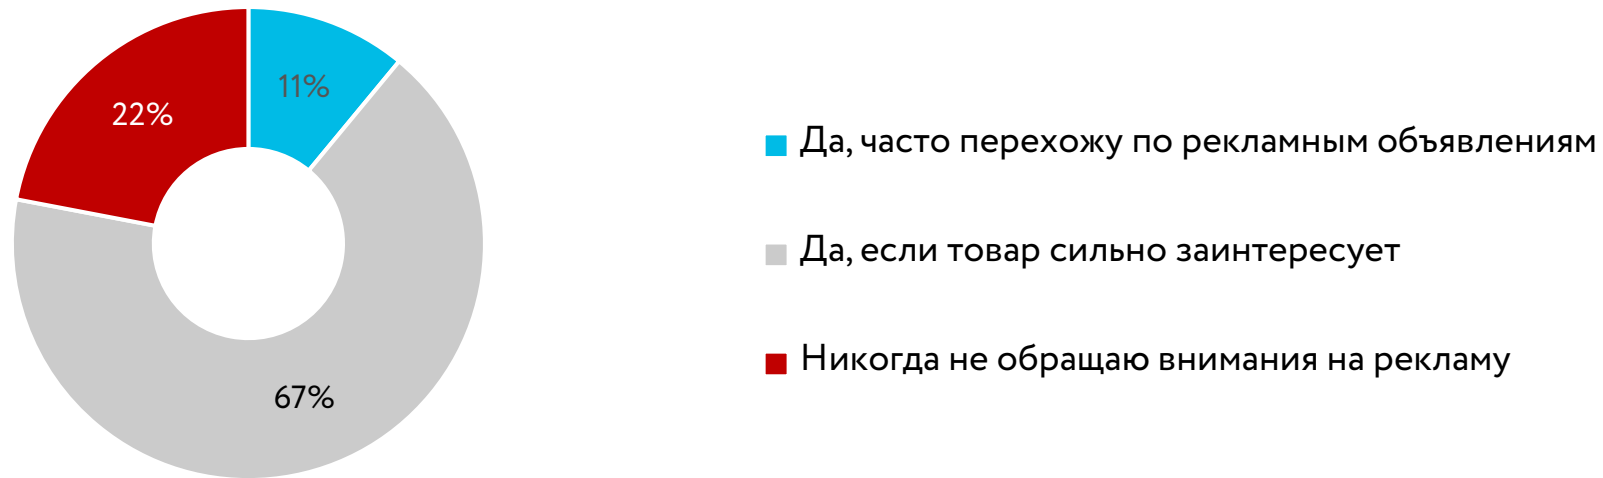 11%
22%
67%
Да, часто перехожу по рекламным объявлениям
Да, если товар сильно заинтересует
Никогда не обращаю внимания на рекламу